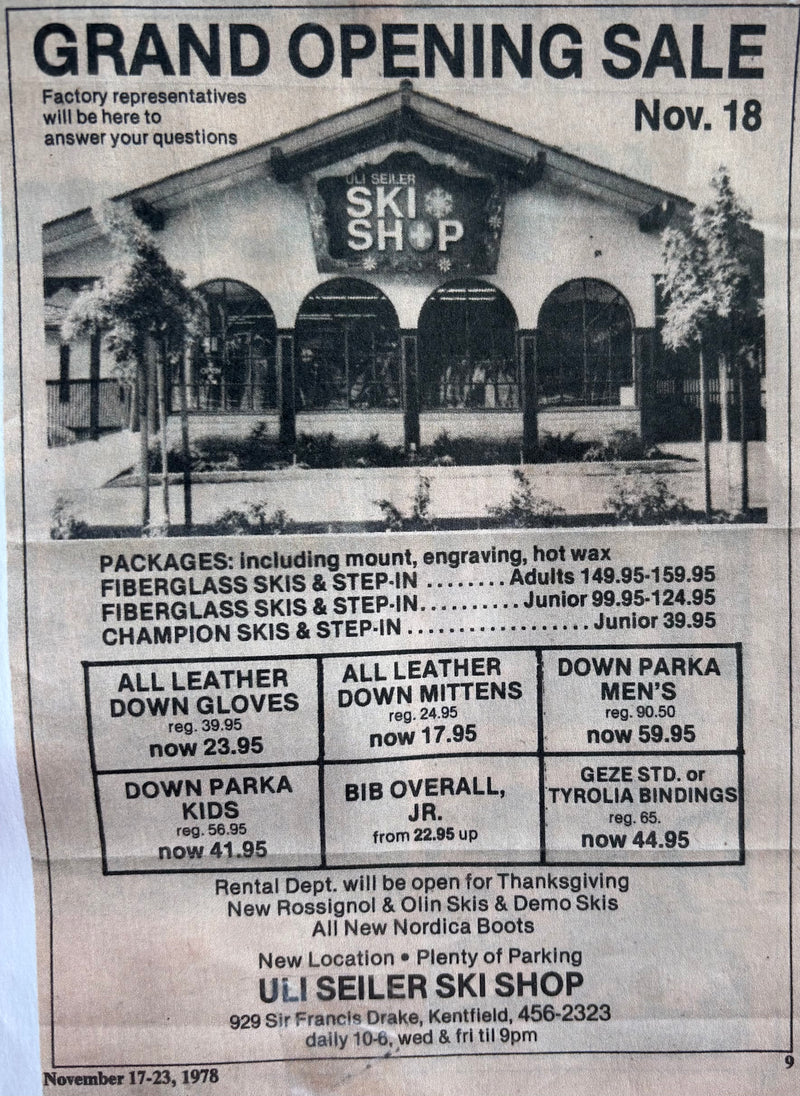 GRAND OPENING SALE
Factory representatives
will be here to
answer your questions
Nov. 18
ULI SEILER
SKI
SHOP
PACKAGES: including mount, engraving, hot wax
FIBERGLASS SKIS & STEP-IN ........ Adults 149.95-159.95
FIBERGLASS SKIS & STEP-IN.......... Junior 99.95-124.95
CHAMPION SKIS & STEP-IN .................. Junior 39.95
ALL LEATHER
DOWN GLOVES
reg. 39.95
now 23.95
ALL LEATHER
DOWN MITTENS
reg. 24.95
now 17.95
DOWN PARKA
MEN'S
reg. 90.50
now 59.95
DOWN PARKA
KIDS
reg. 56.95
now 41.95
BIB OVERALL,
JR.
from 22.95 up
GEZE STD. or
TYROLIA BINDINGS
reg. 65.
now 44.95
Rental Dept. will be open for Thanksgiving
New Rossignol & Olin Skis & Demo Skis
All New Nordica Boots
New Location • Plenty of Parking
ULI SEILER SKI SHOP
929 Sir Francis Drake, Kentfield, 456-2323
daily 10-6, wed & fri til 9pm
November 17-23, 1978
9